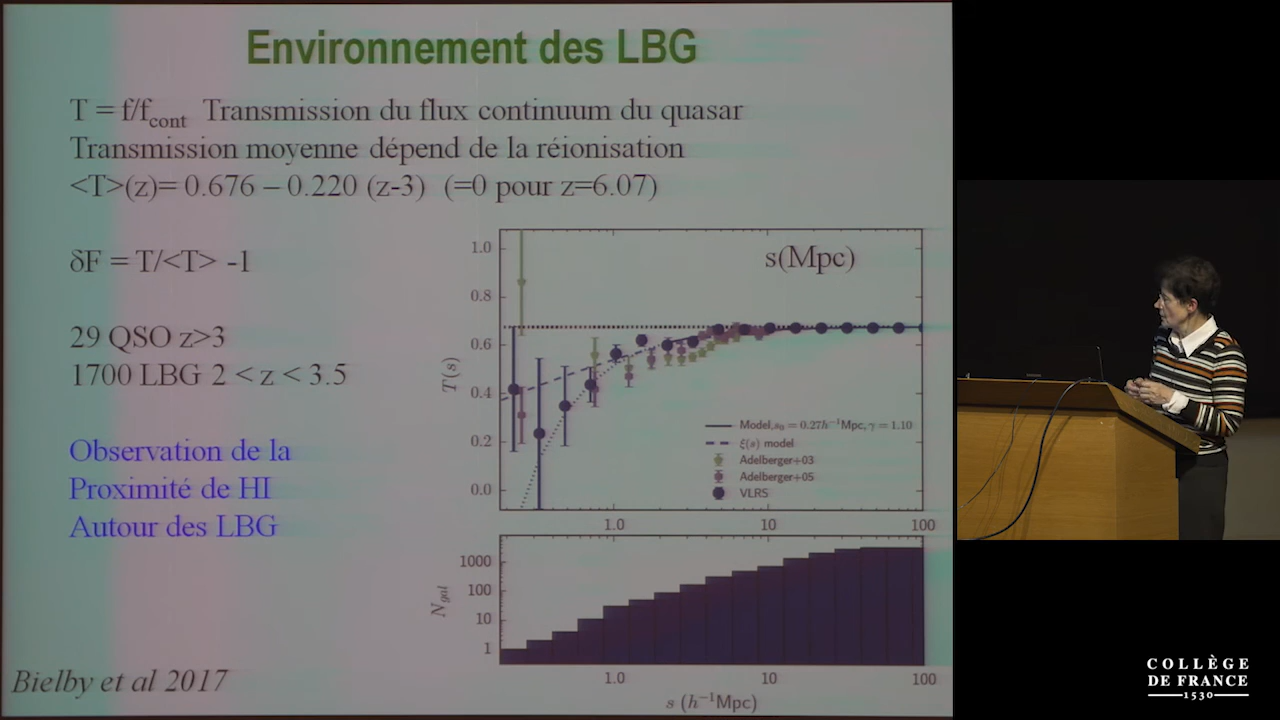 Environnement des LBG
T = f/fcont Transmission du flux continuum du quasar
Transmission moyenne dépend de la réionisation
<T>(z)= 0.676 – 0.220 (z-3) (=0 pour z=6.07)
δF = T/<T> -1
29 QSO z>3
1700 LBG 2 < z < 3.5
Observation de la
Proximité de HI
Autour des LBG
Bielby et al 2017
s(Mpc)
1.0
0.8
0.6
0.4
0.2
0.0
T(s)
Model,s₀ = 0.27h⁻¹Mpc, γ = 1.10
ξ(s) model
Adelberger+03
Adelberger+05
VLRS
1.0 10 100
1000
100
10
1
Ngal
1.0 10 100
s (h⁻¹Mpc)
COLLÈGE
DE FRANCE
1530